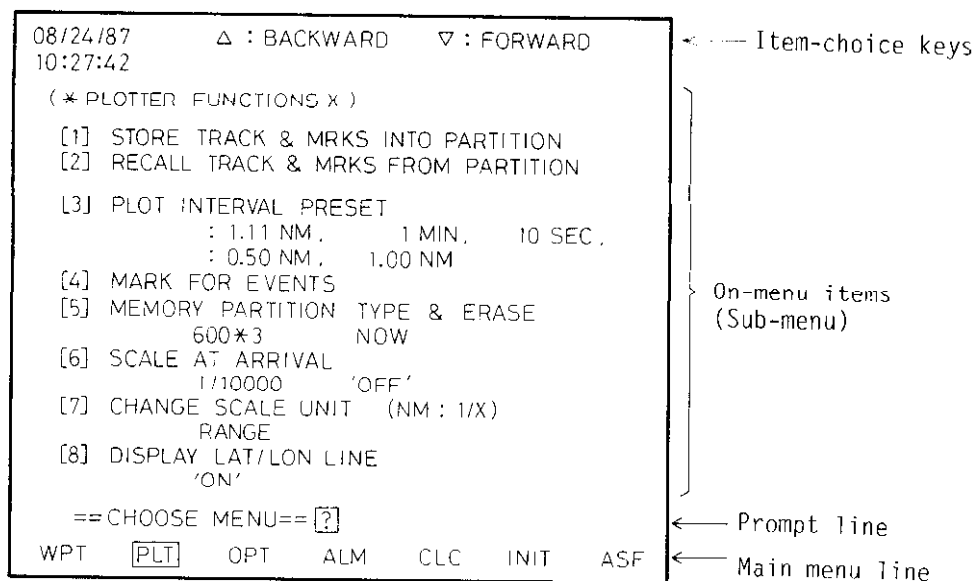 08/24/87 △ : BACKWARD ▽ : FORWARD
10:27:42
(* PLOTTER FUNCTIONS X )
[1] STORE TRACK & MRKS INTO PARTITION
[2] RECALL TRACK & MRKS FROM PARTITION
[3] PLOT INTERVAL PRESET
: 1.11 NM, 1 MIN, 10 SEC,
: 0.50 NM, 1.00 NM
[4] MARK FOR EVENTS
[5] MEMORY PARTITION TYPE & ERASE
600*3 NOW
[6] SCALE AT ARRIVAL
1/10000 'OFF'
[7] CHANGE SCALE UNIT (NM : 1/X)
RANGE
[8] DISPLAY LAT/LON LINE
'ON'
==CHOOSE MENU== [?]
WPT PLT OPT ALM CLC INIT ASF
Item-choice keys
On-menu items
(Sub-menu)
Prompt line
Main menu line